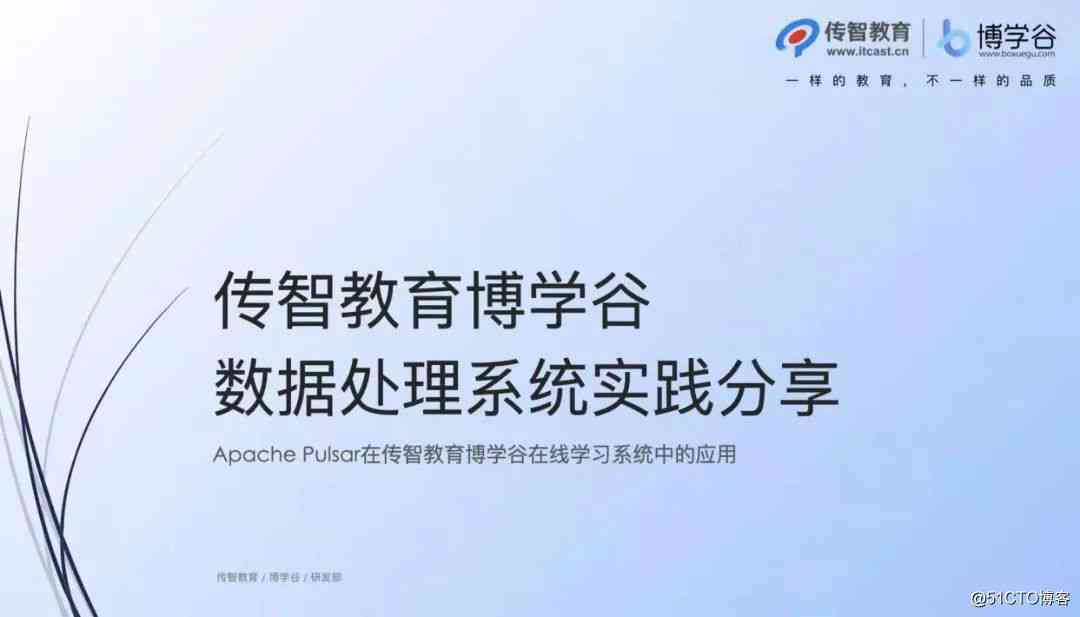 传智教育
www.itcast.cn
博学谷
www.boxuegu.com
一样的教育，不一样的品质
传智教育博学谷
数据处理系统实践分享
Apache Pulsar在传智教育博学谷在线学习系统中的应用
传智教育 / 博学谷 / 研发部
@51CTO博客